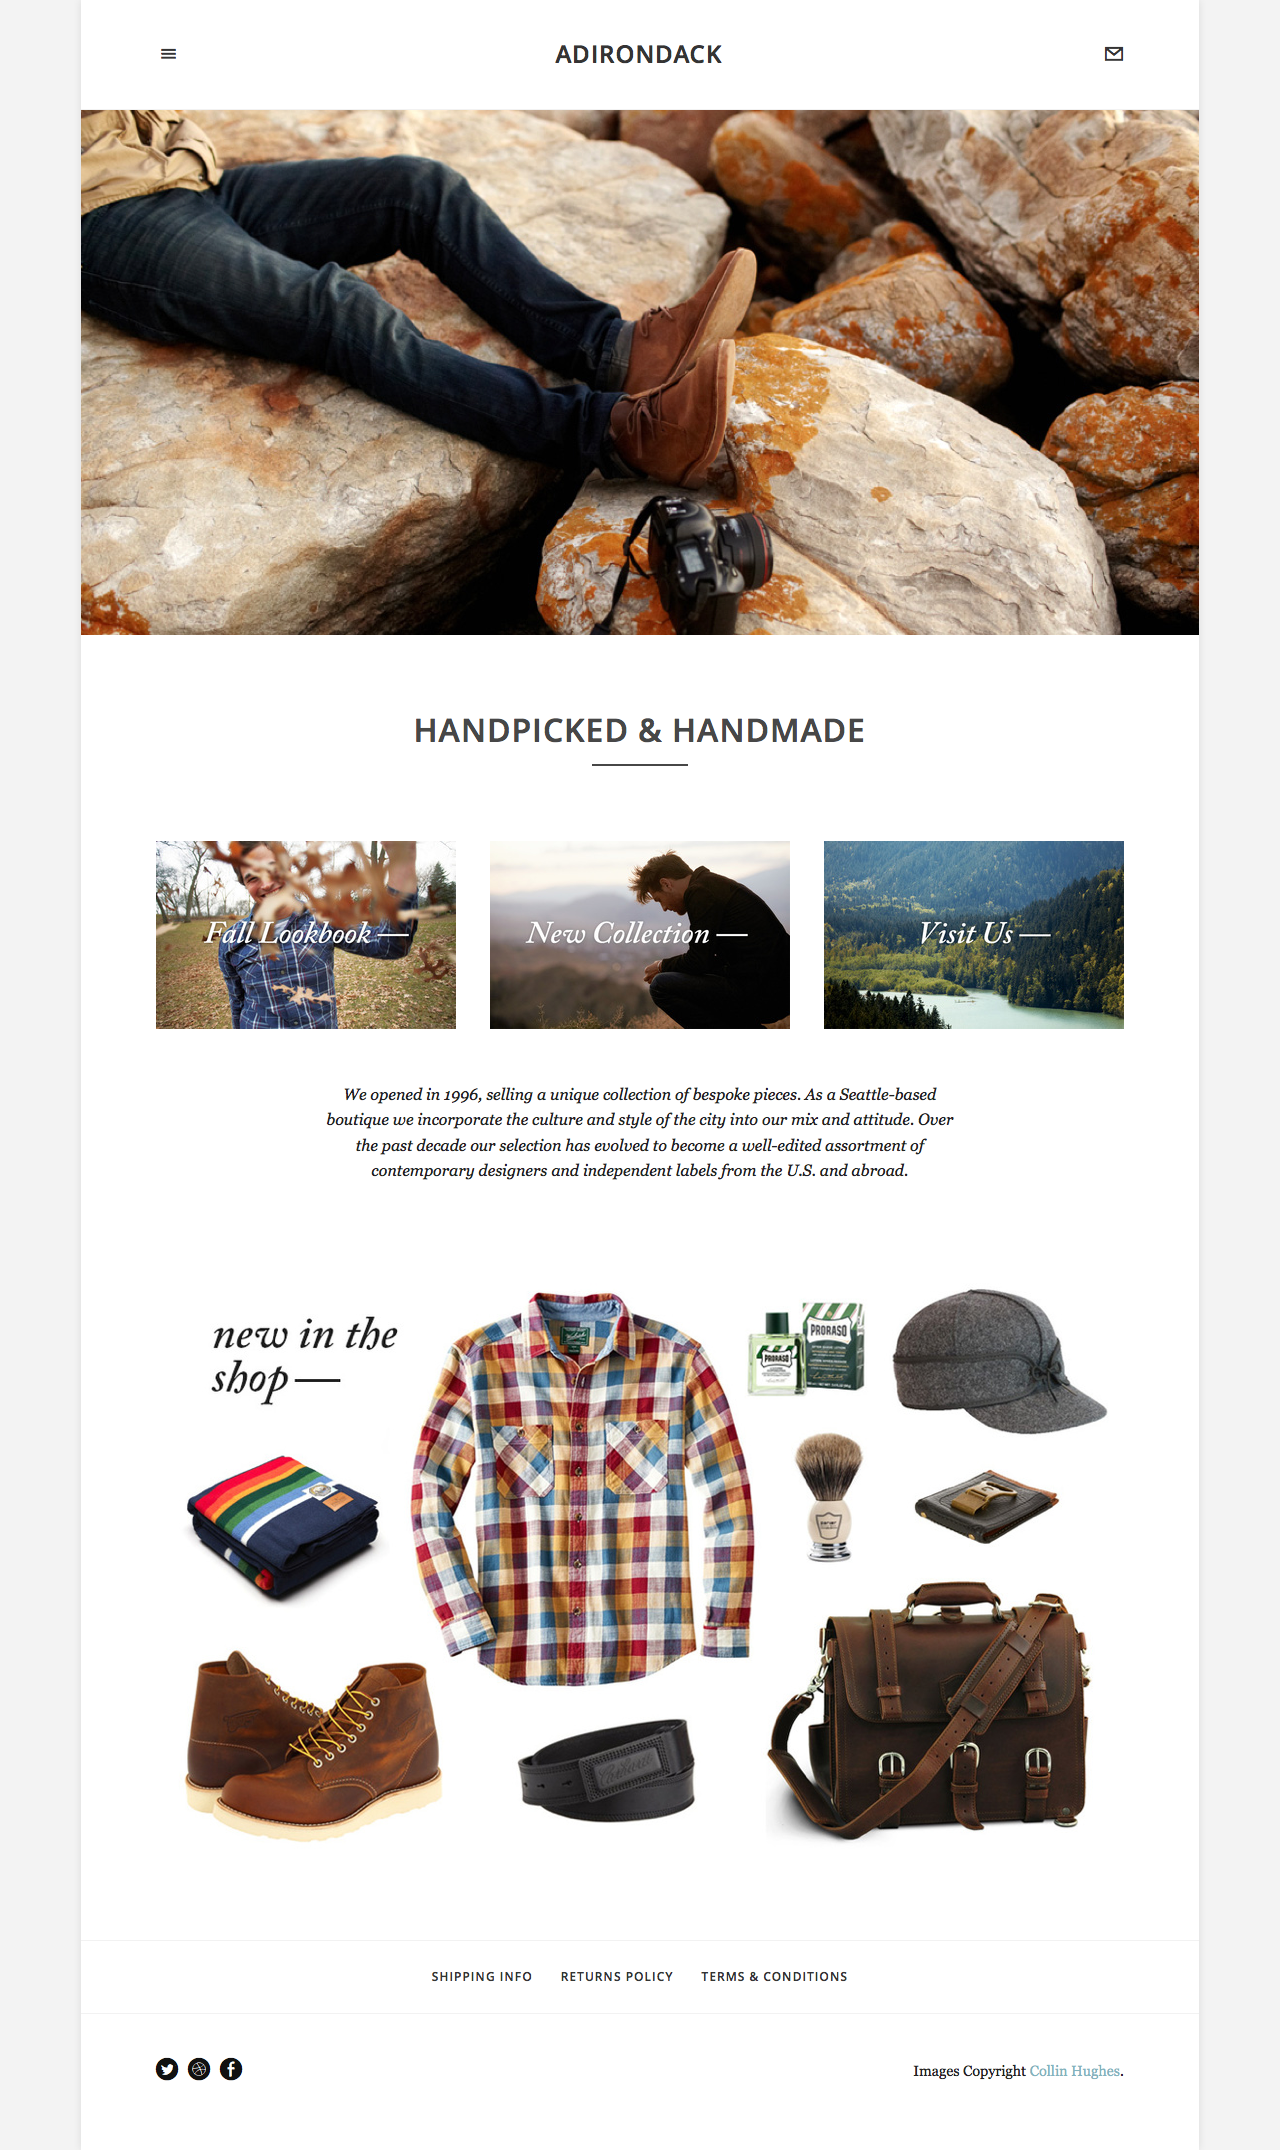 ADIRONDACK
HANDPICKED & HANDMADE
Fall Lookbook —
New Collection —
Visit Us —
We opened in 1996, selling a unique collection of bespoke pieces. As a Seattle-based
boutique we incorporate the culture and style of the city into our mix and attitude. Over
the past decade our selection has evolved to become a well-edited assortment of
contemporary designers and independent labels from the U.S. and abroad.
new in the
shop —
PRORASO
PRORASO
SHIPPING INFO
RETURNS POLICY
TERMS & CONDITIONS
Images Copyright Collin Hughes.